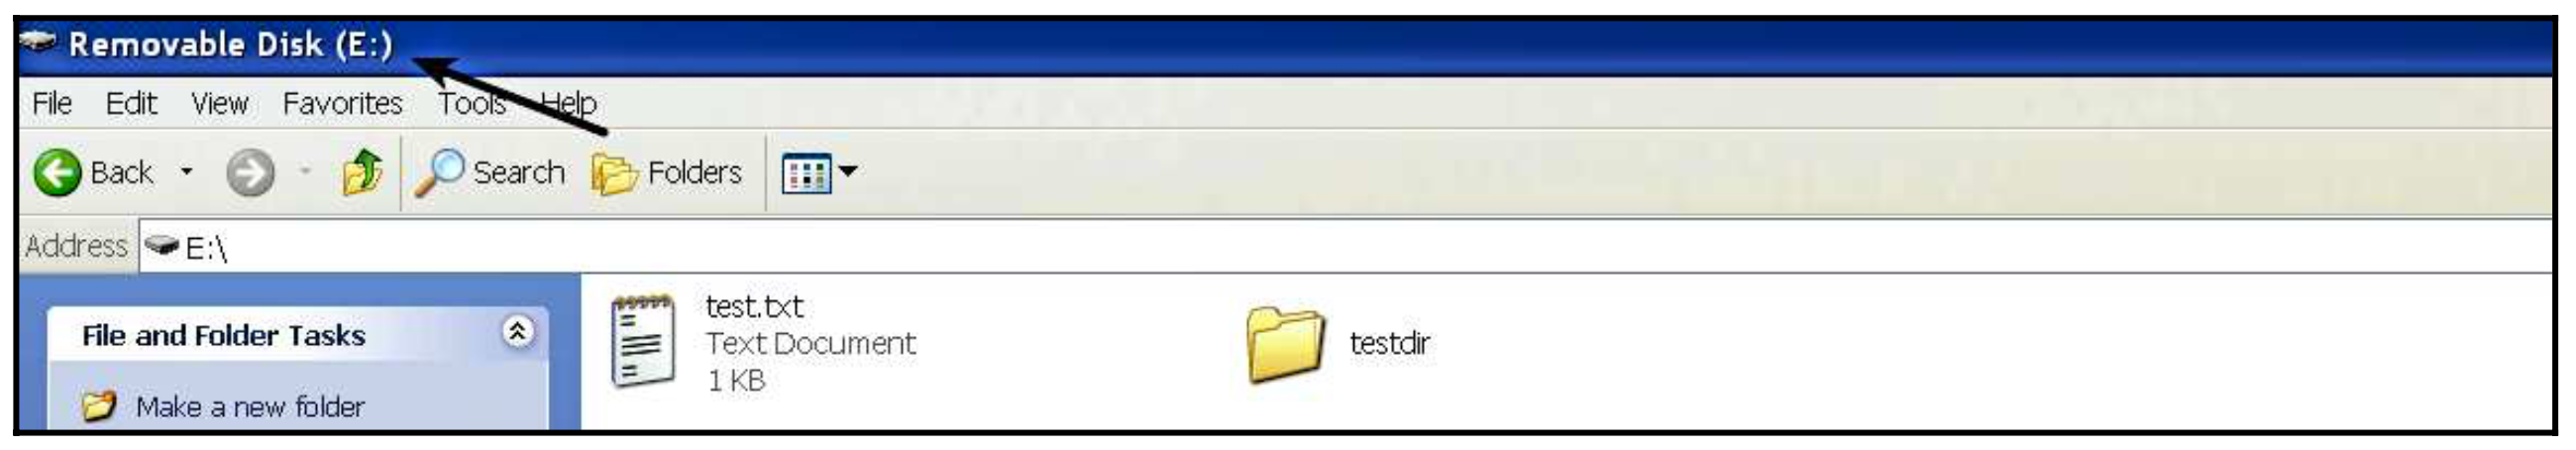 Removable Disk (E:)
File Edit View Favorites Tools Help
Back Search Folders
Address E:\
File and Folder Tasks
Make a new folder
test.txt
Text Document
1 KB
testdir